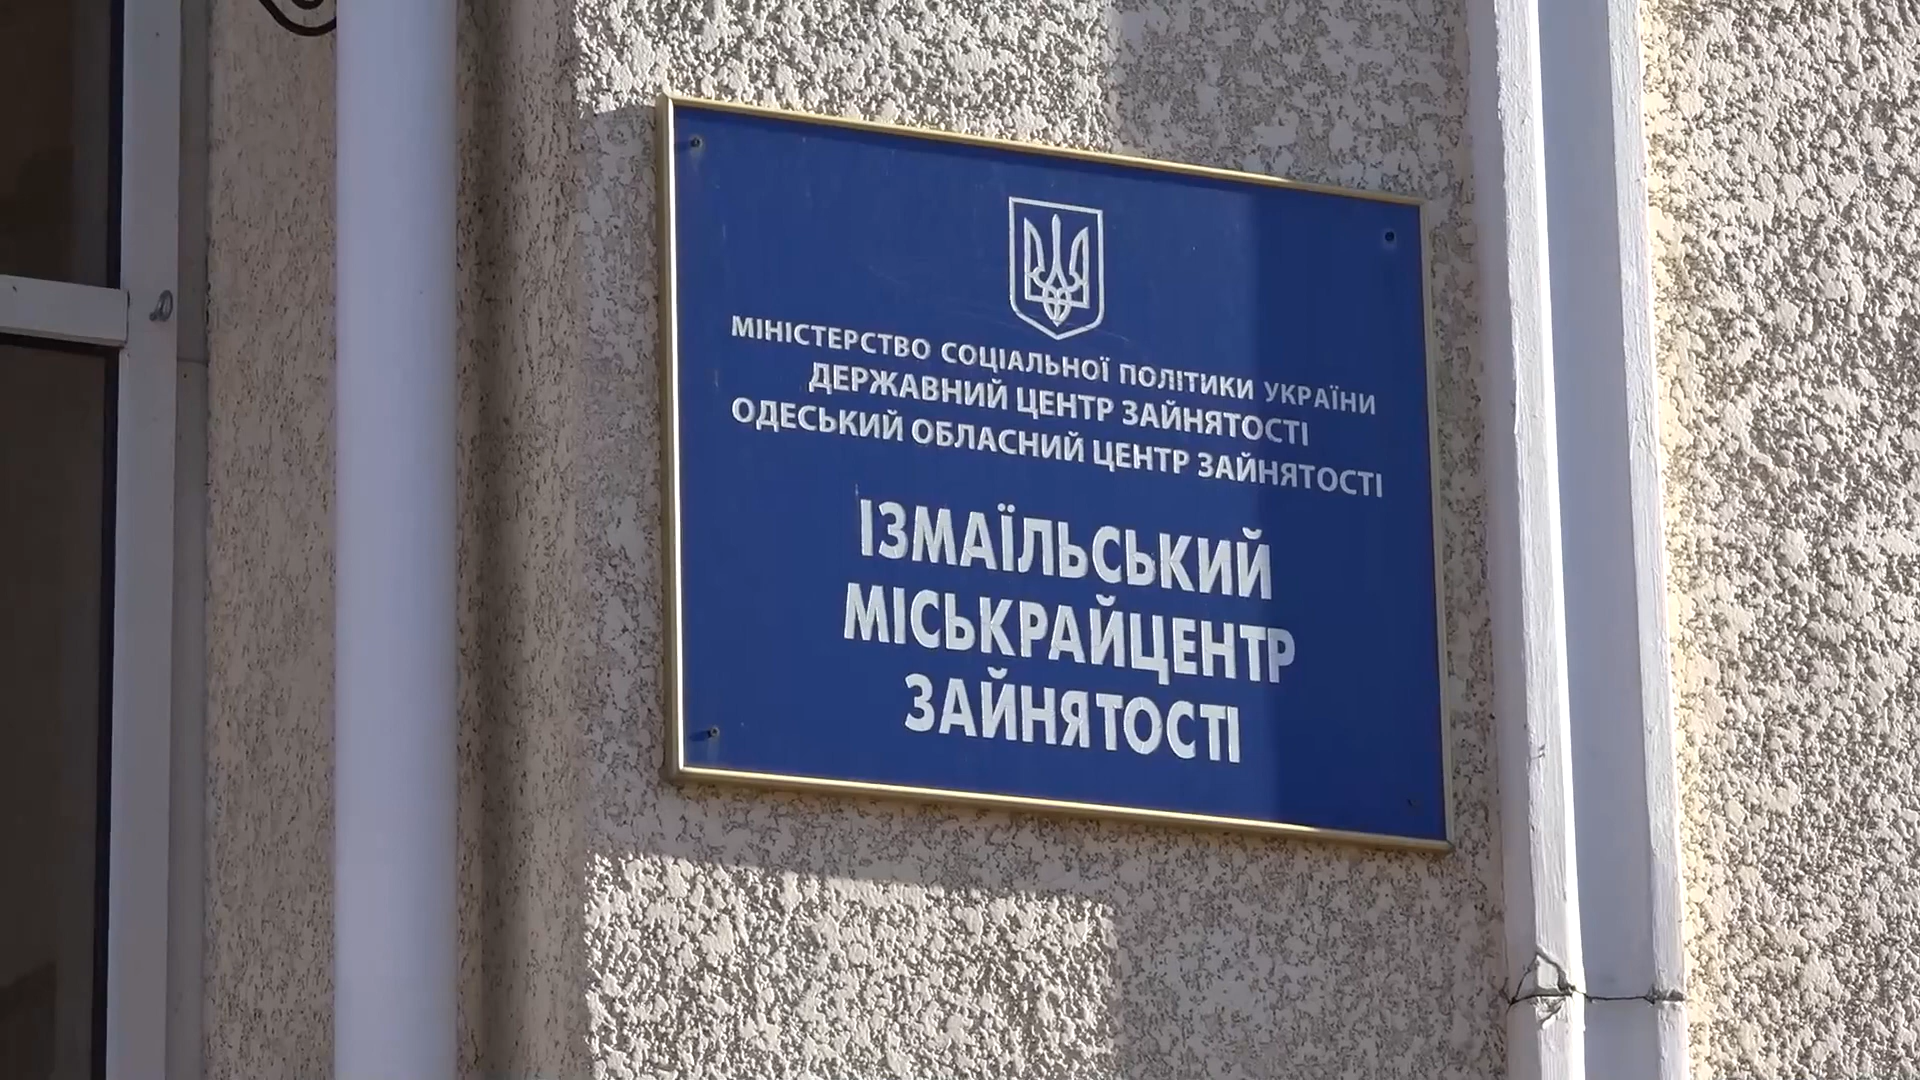 МІНІСТЕРСТВО СОЦІАЛЬНОЇ ПОЛІТИКИ УКРАЇНИ
ДЕРЖАВНИЙ ЦЕНТР ЗАЙНЯТОСТІ
ОДЕСЬКИЙ ОБЛАСНИЙ ЦЕНТР ЗАЙНЯТОСТІ
ІЗМАЇЛЬСЬКИЙ
МІСЬКРАЙЦЕНТР
ЗАЙНЯТОСТІ